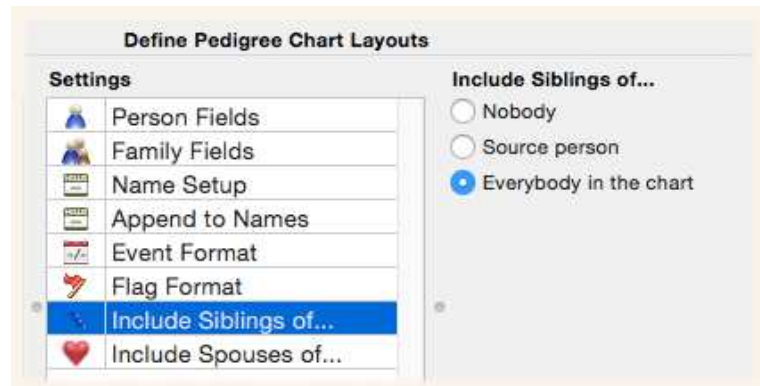 Define Pedigree Chart Layouts
Settings
Person Fields
Family Fields
Name Setup
Append to Names
Event Format
Flag Format
Include Siblings of...
Include Spouses of...
Include Siblings of...
Nobody
Source person
Everybody in the chart